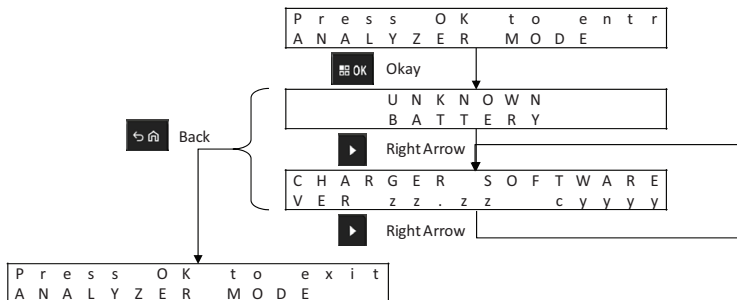 Press OK to entr
ANALYZER MODE
OK Okay
UNKNOWN
BATTERY
Back
Right Arrow
CHARGER SOFTWARE
VER zz.zz cyyyy
Right Arrow
Press OK to exit
ANALYZER MODE